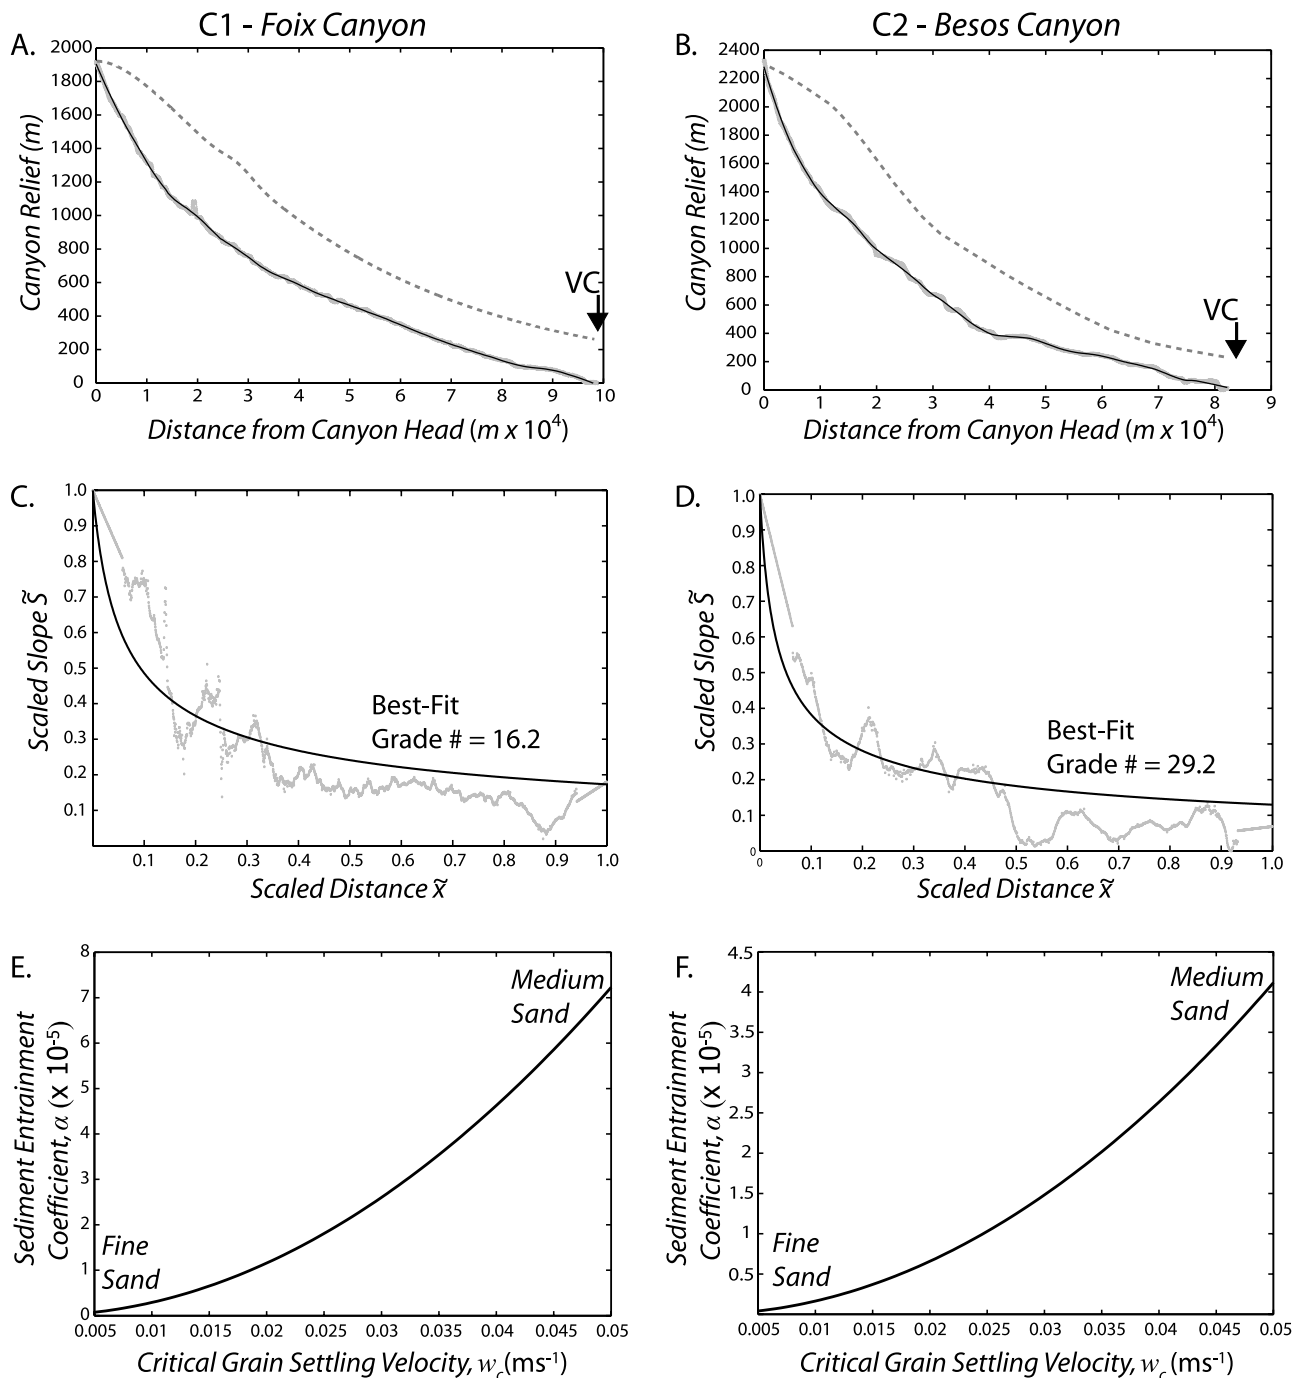 C1 - Foix Canyon
C2 - Besos Canyon
A.
2000
1800
1600
1400
1200
1000
800
600
400
200
0
Canyon Relief (m)
VC
0 1 2 3 4 5 6 7 8 9 10
Distance from Canyon Head (m x 10⁴)
B.
2400
2200
2000
1800
1600
1400
1200
1000
800
600
400
200
0
Canyon Relief (m)
VC
0 1 2 3 4 5 6 7 8 9
Distance from Canyon Head (m x 10⁴)
C.
1.0
0.9
0.8
0.7
0.6
0.5
0.4
0.3
0.2
0.1
Scaled Slope S̃
Best-Fit
Grade # = 16.2
0.1 0.2 0.3 0.4 0.5 0.6 0.7 0.8 0.9 1.0
Scaled Distance x̃
D.
1.0
0.9
0.8
0.7
0.6
0.5
0.4
0.3
0.2
0.1
0
Scaled Slope S̃
Best-Fit
Grade # = 29.2
0 0.1 0.2 0.3 0.4 0.5 0.6 0.7 0.8 0.9 1.0
Scaled Distance x̃
E.
8
7
6
5
4
3
2
1
0
Sediment Entrainment
Coefficient, α (x 10⁻⁵)
Medium
Sand
Fine
Sand
0.005 0.01 0.015 0.02 0.025 0.03 0.035 0.04 0.045 0.05
Critical Grain Settling Velocity, w_c (ms⁻¹)
F.
4.5
4
3.5
3
2.5
2
1.5
1
0.5
Sediment Entrainment
Coefficient, α (x 10⁻⁵)
Medium
Sand
Fine
Sand
0.005 0.01 0.015 0.02 0.025 0.03 0.035 0.04 0.045 0.05
Critical Grain Settling Velocity, w_c (ms⁻¹)